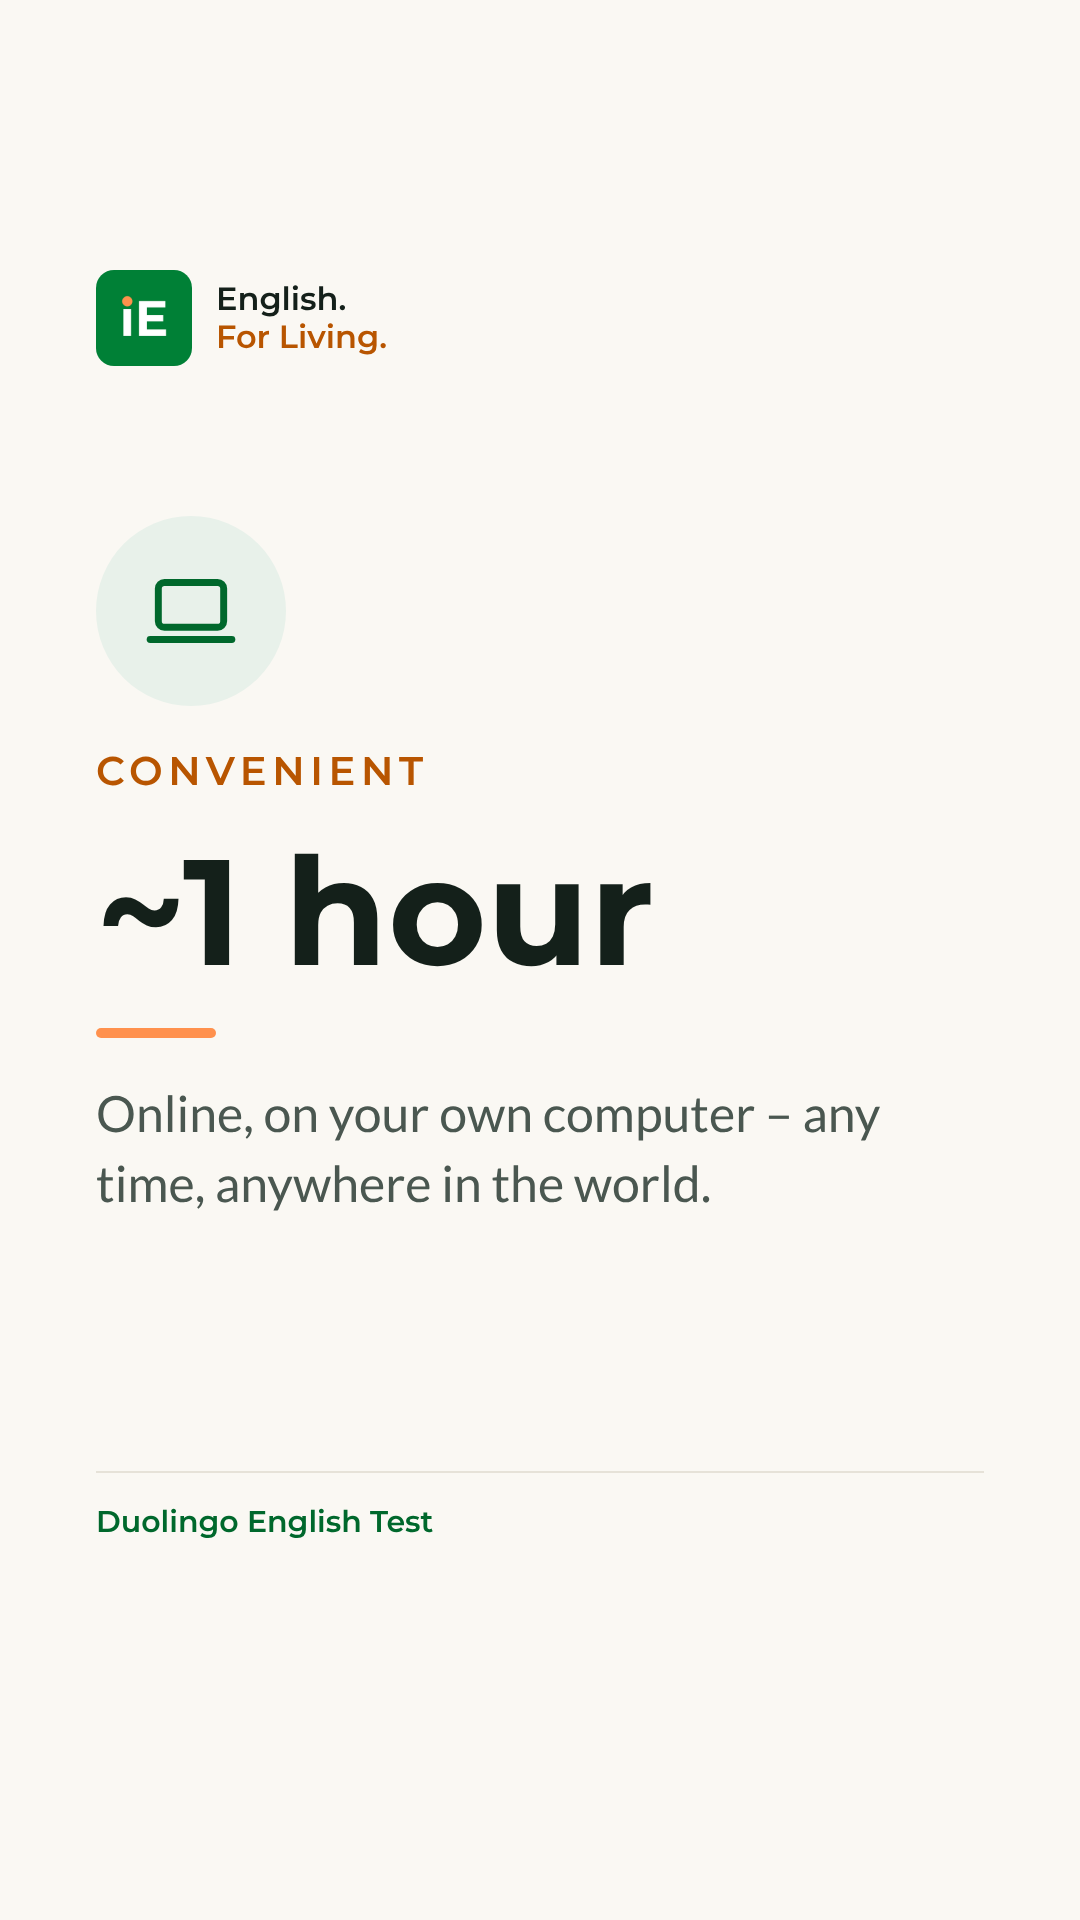 iE
English.
For Living.
CONVENIENT
~1 hour
Online, on your own computer – any
time, anywhere in the world.
Duolingo English Test